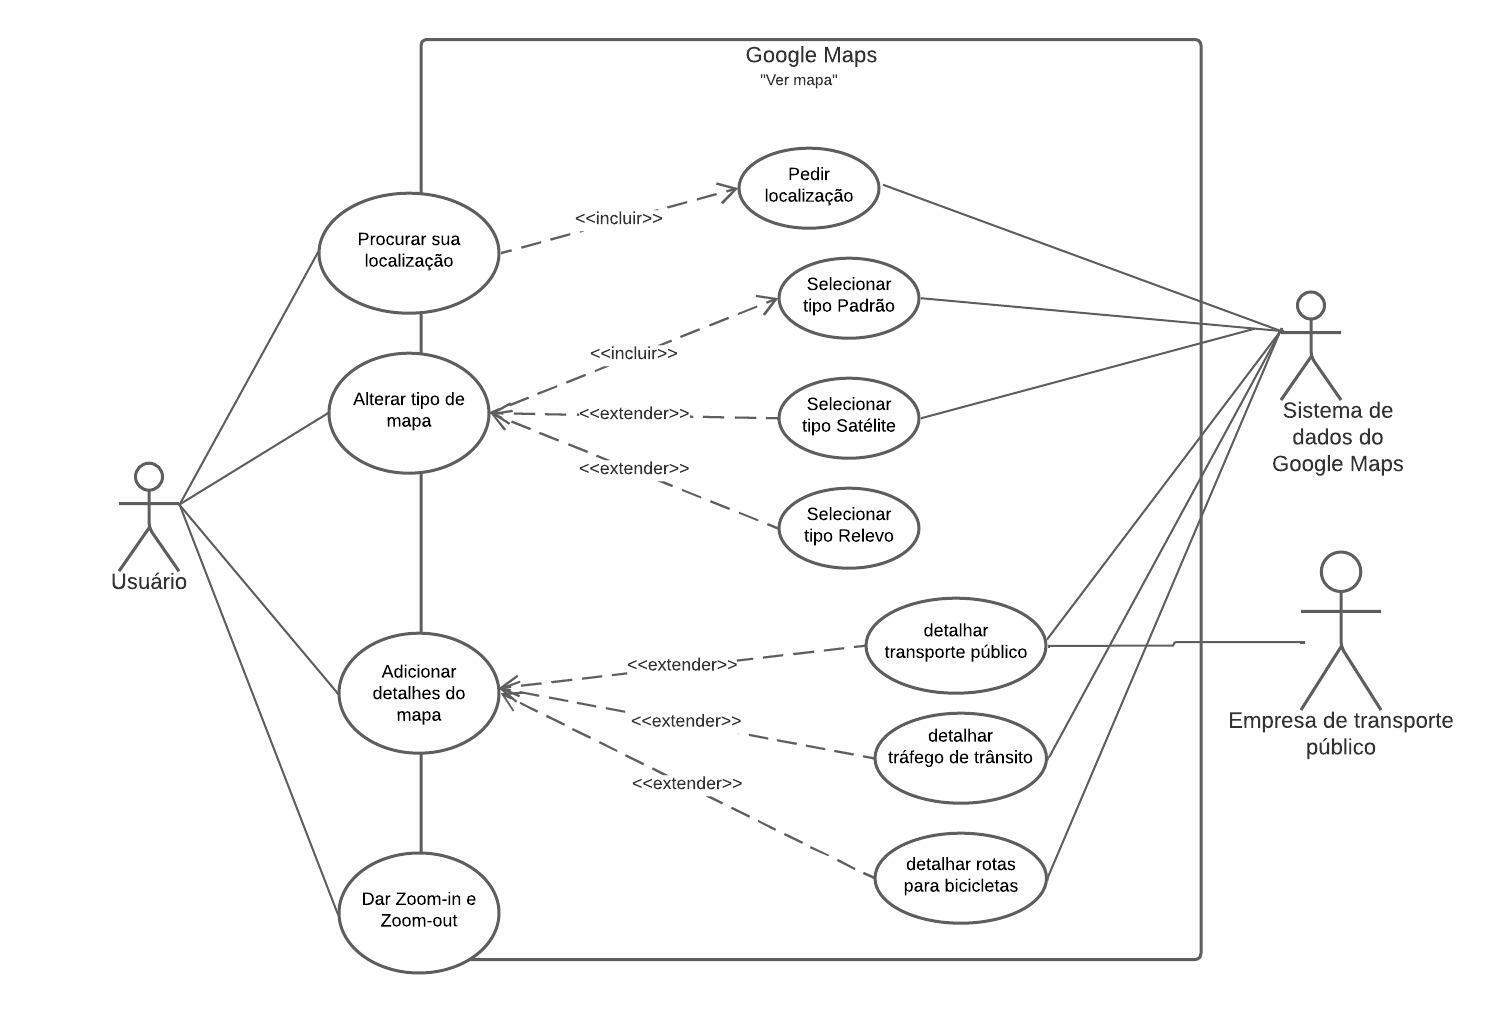 Google Maps
"Ver mapa"
Pedir
localização
<<incluir>>
Procurar sua
localização
Selecionar
tipo Padrão
<<incluir>>
Alterar tipo de
mapa
<<extender>>
Selecionar
tipo Satélite
<<extender>>
Selecionar
tipo Relevo
Sistema de
dados do
Google Maps
Usuário
detalhar
transporte público
<<extender>>
Adicionar
detalhes do
mapa
<<extender>>
detalhar
tráfego de trânsito
<<extender>>
Empresa de transporte
público
detalhar rotas
para bicicletas
Dar Zoom-in e
Zoom-out